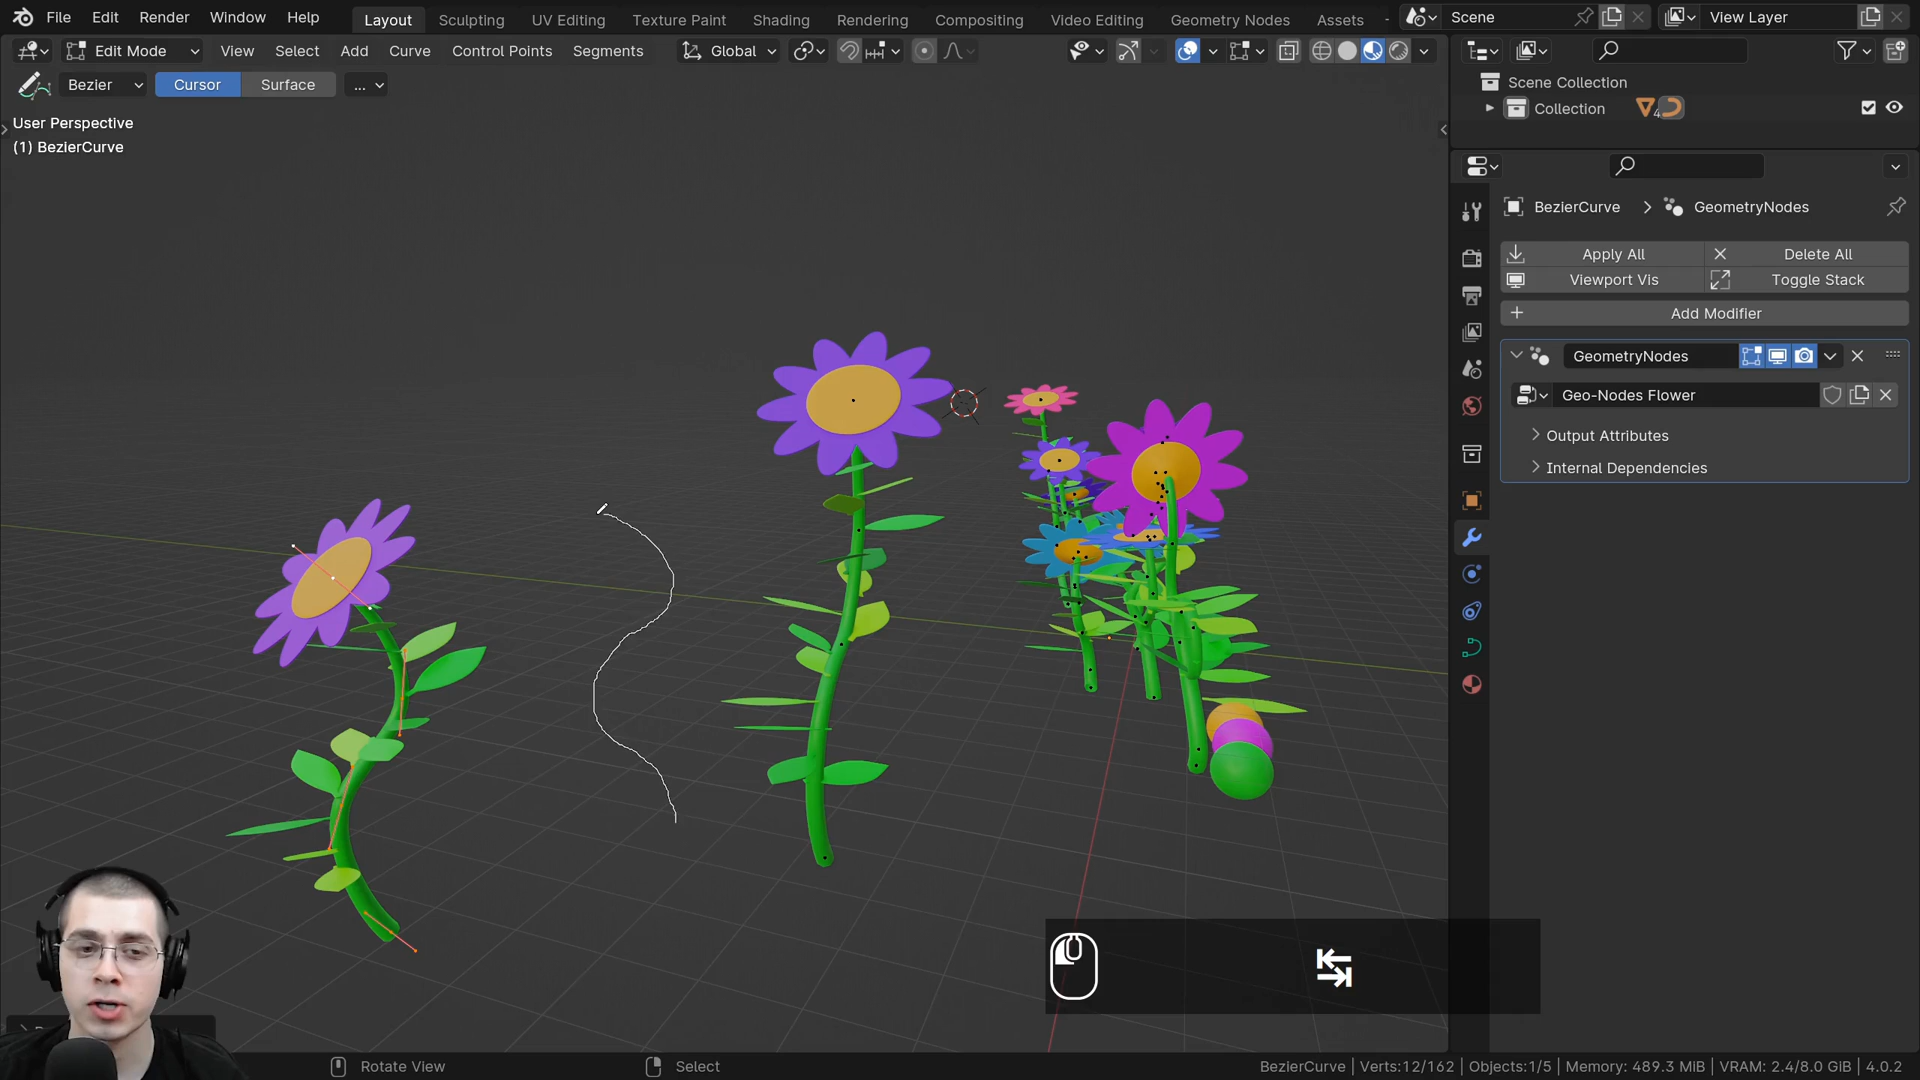 File Edit Render Window Help Layout Sculpting UV Editing Texture Paint Shading Rendering Compositing Video Editing Geometry Nodes Assets Scene View Layer
Edit Mode View Select Add Curve Control Points Segments Global
Bezier Cursor Surface ...
User Perspective
(1) BezierCurve
Scene Collection
Collection 4
BezierCurve > GeometryNodes
Apply All Delete All
Viewport Vis Toggle Stack
Add Modifier
GeometryNodes
Geo-Nodes Flower
Output Attributes
Internal Dependencies
Rotate View Select BezierCurve | Verts:12/162 | Objects:1/5 | Memory: 489.3 MiB | VRAM: 2.4/8.0 GiB | 4.0.2